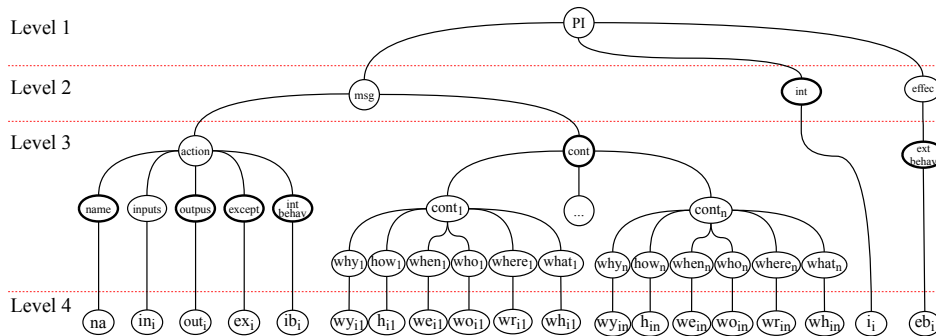 Level 1
PI
Level 2
msg
int
effec
Level 3
action
cont
ext
behav
name
inputs
outpus
except
int
behav
cont₁
...
contₙ
why₁ how₁ when₁ who₁ where₁ what₁
whyₙ howₙ whenₙ whoₙ whereₙ whatₙ
Level 4
na inᵢ outᵢ exᵢ ibᵢ wyᵢ₁ hᵢ₁ weᵢ₁ woᵢ₁ wrᵢ₁ whᵢ₁ wyᵢₙ hᵢₙ weᵢₙ woᵢₙ wrᵢₙ whᵢₙ iᵢ ebᵢ